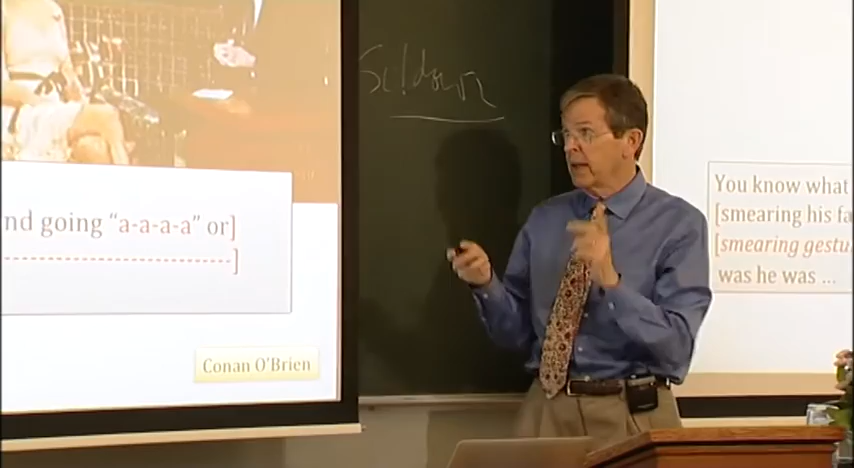 nd going “a-a-a-a” or]
]
Conan O’Brien
You know what
[smearing his fa
[smearing gestu
was he was …